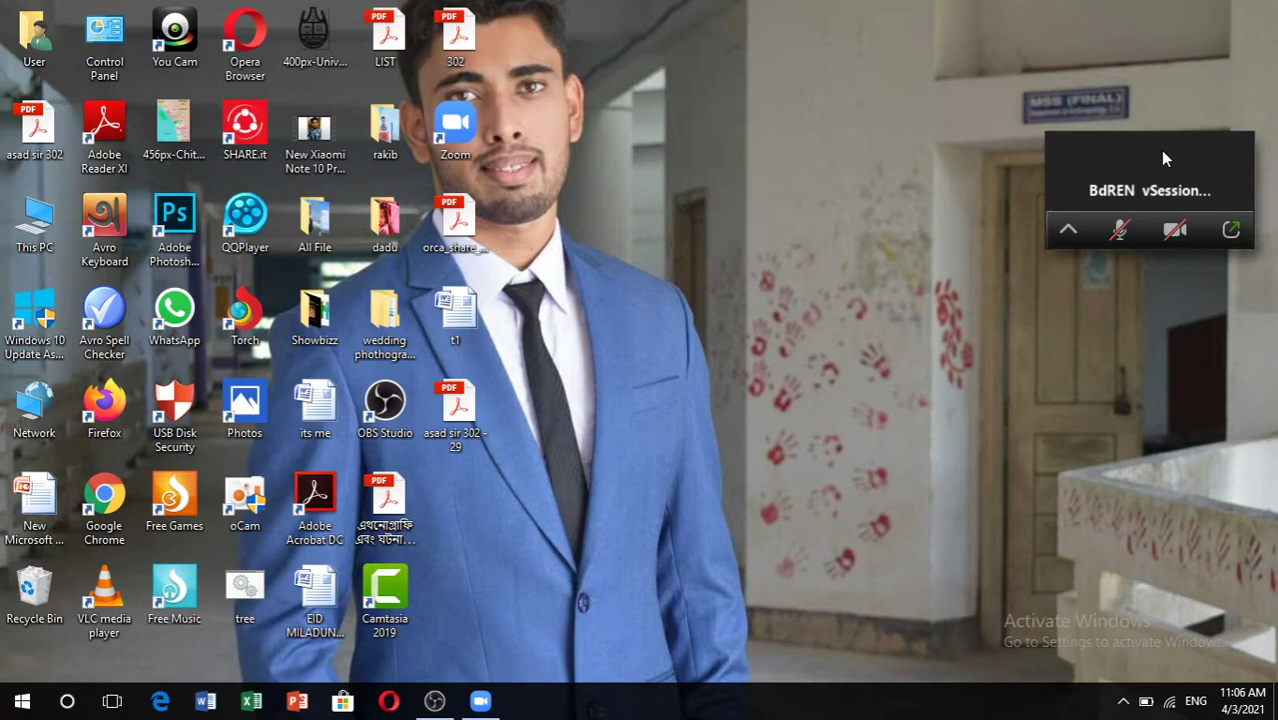 User
Control
Panel
You Cam
Opera
Browser
400px-Univ...
PDF
LIST
PDF
302
MSS (FINAL)
PDF
asad sir 302
Adobe
Reader XI
456px-Chit...
SHARE.it
New Xiaomi
Note 10 Pr...
rakib
Zoom
BdREN vSession...
This PC
Avro
Keyboard
Ps
Adobe
Photosh...
QQPlayer
All File
dadu
PDF
orca_share_...
Windows 10
Update As...
Avro Spell
Checker
WhatsApp
Torch
Showbizz
wedding
phothogra...
t1
Network
Firefox
USB Disk
Security
Photos
its me
OBS Studio
PDF
asad sir 302 -
29
New
Microsoft ...
Google
Chrome
Free Games
oCam
Adobe
Acrobat DC
PDF
এথনোগ্রাফি
এবং ঘটনা...
Recycle Bin
VLC media
player
Free Music
tree
EID
MILADUN...
Camtasia
2019
Activate Windows
Go to Settings to activate Windows.
ENG
11:06 AM
4/3/2021